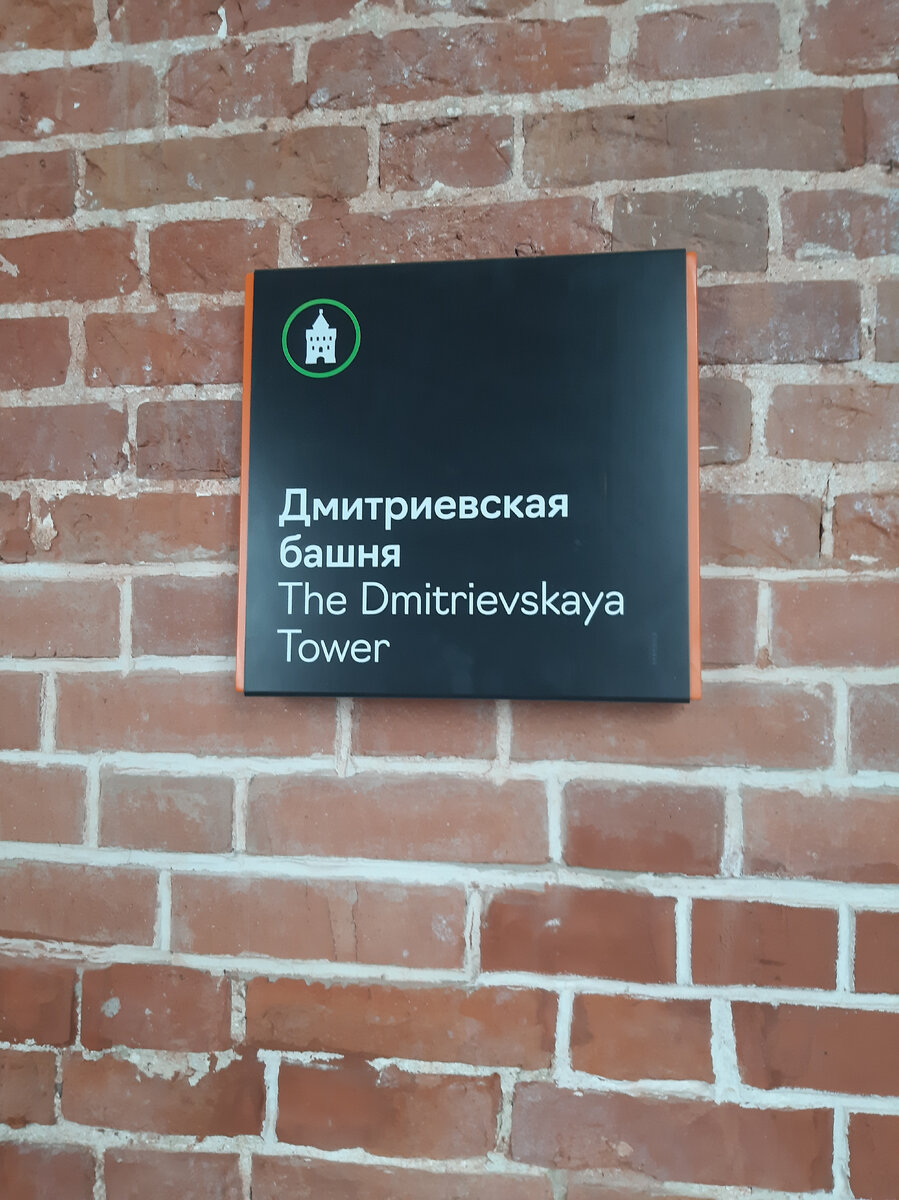 Дмитриевская
башня
The Dmitrievskaya
Tower